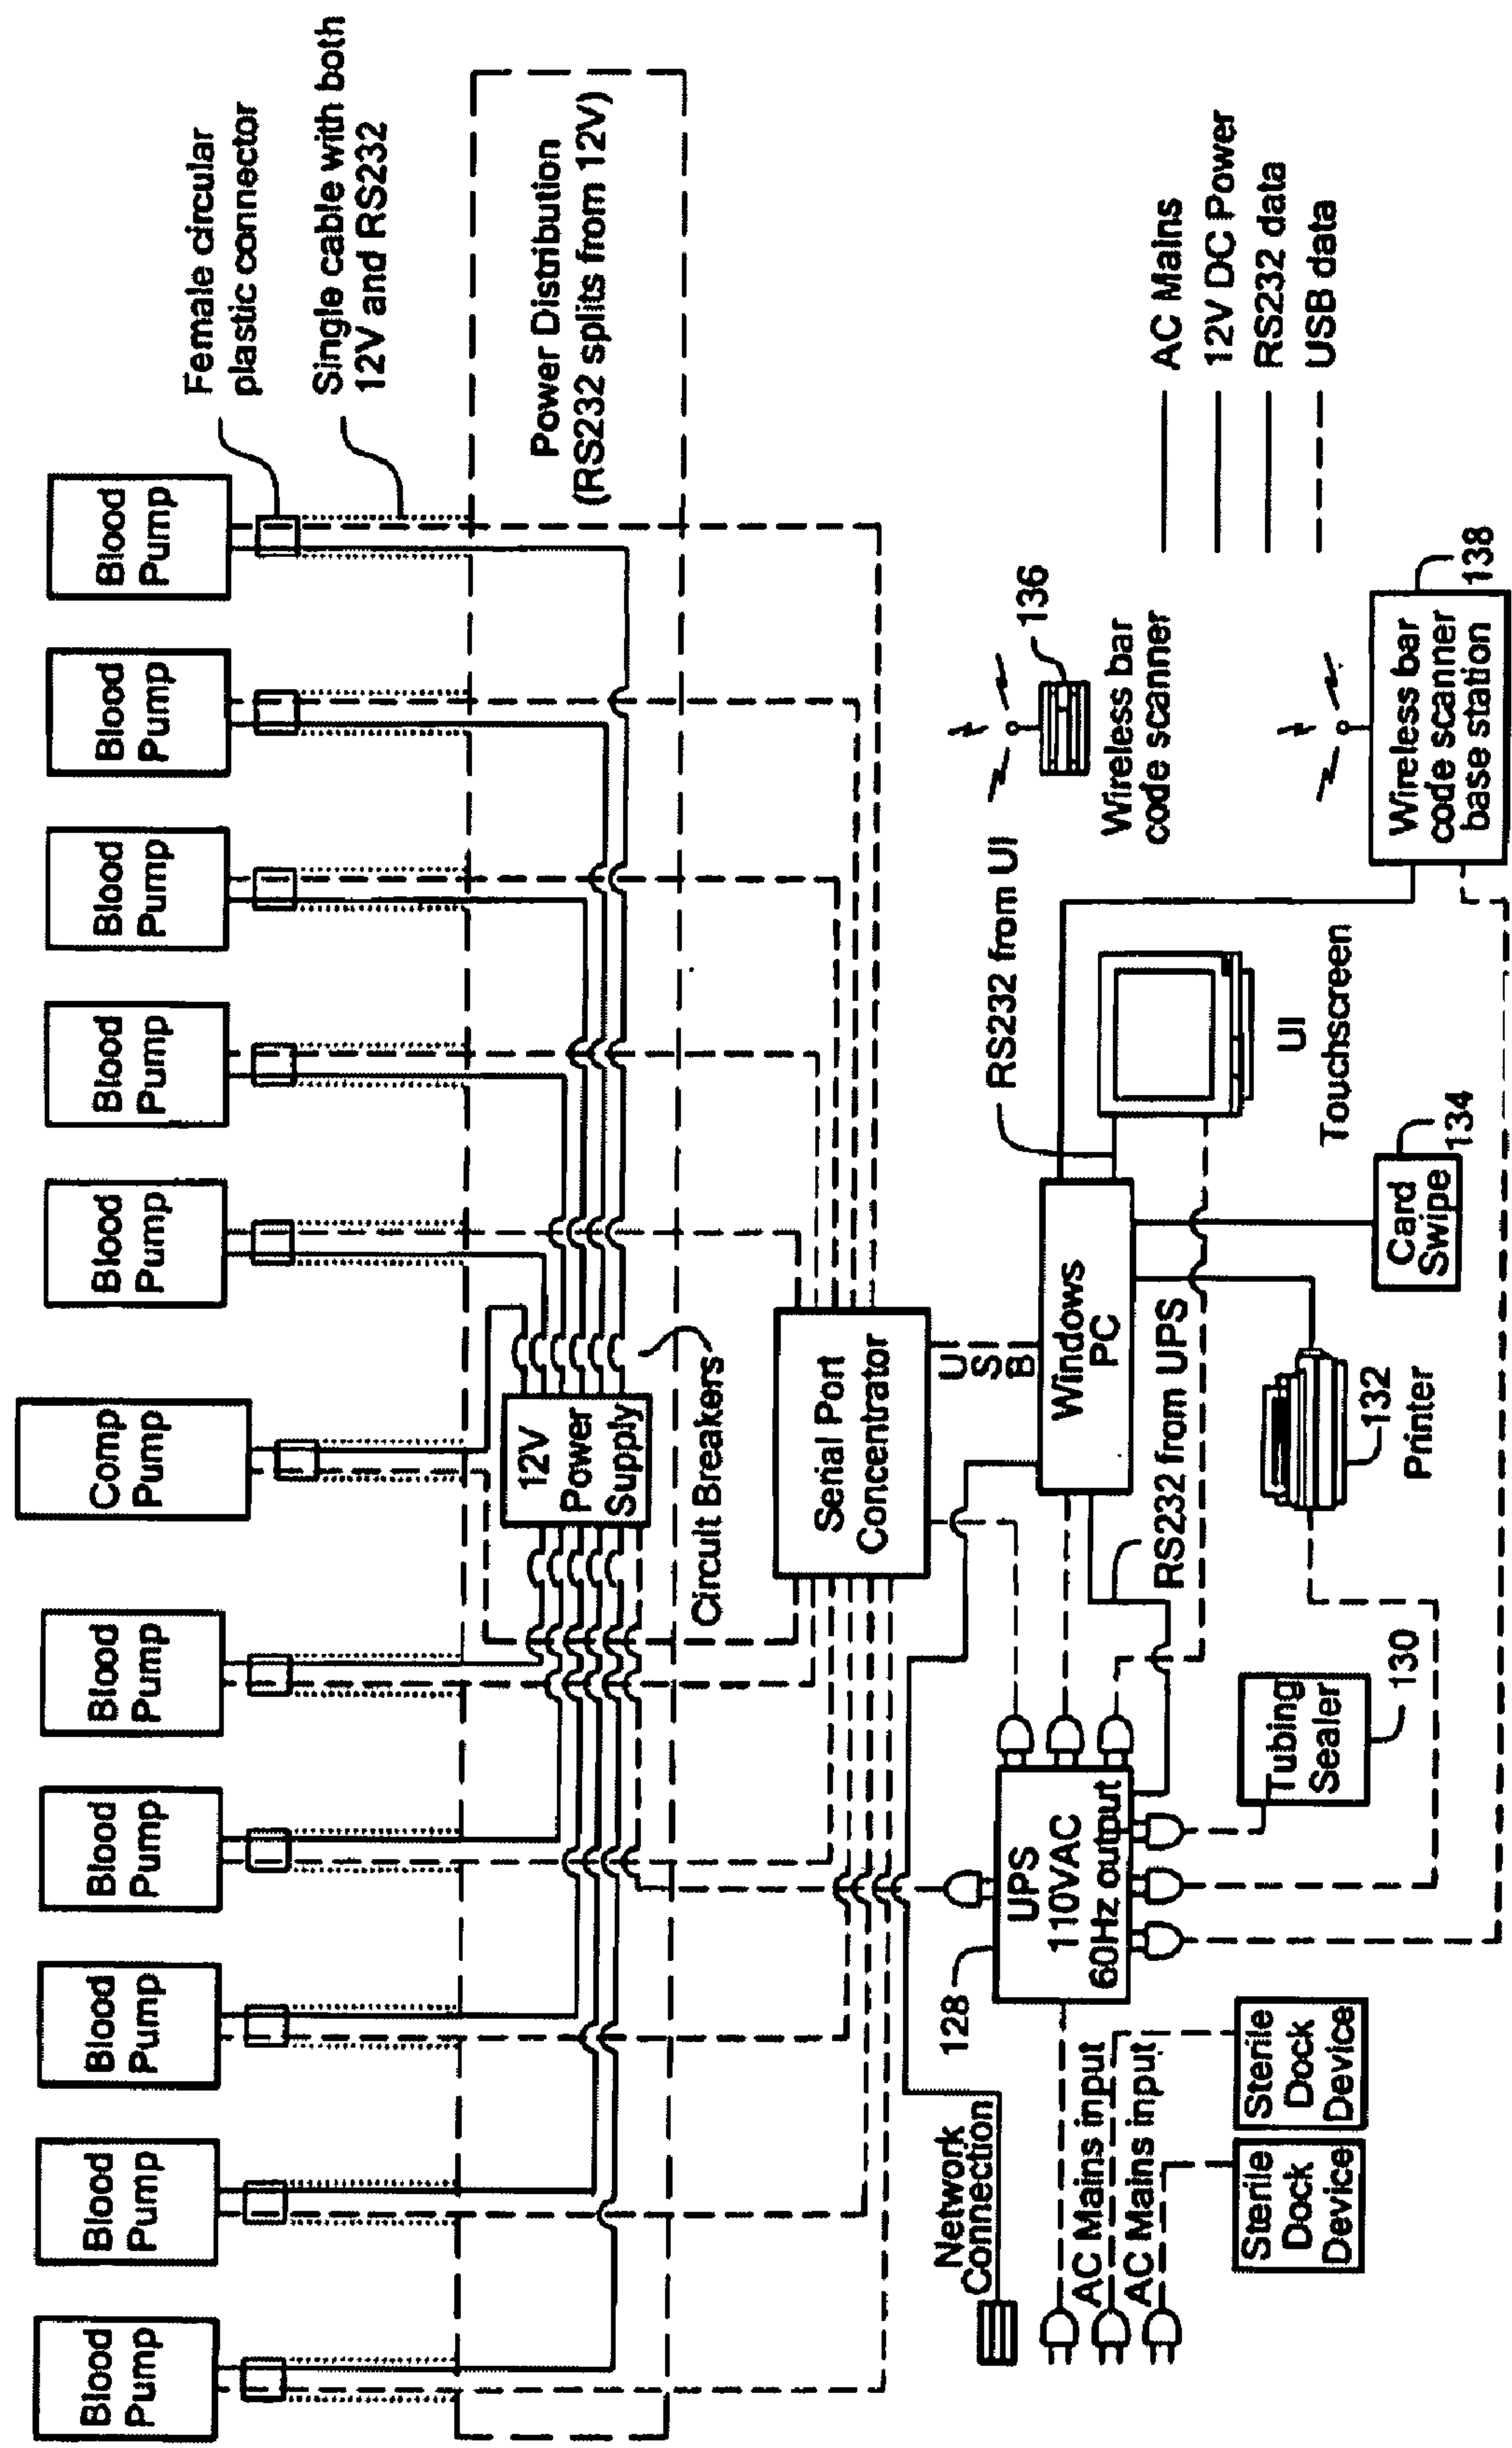 Blood
Pump
Blood
Pump
Blood
Pump
Blood
Pump
Blood
Pump
Comp
Pump
Blood
Pump
Blood
Pump
Blood
Pump
Blood
Pump
Blood
Pump
Female circular
plastic connector
Single cable with both
12V and RS232
Power Distribution
(RS232 splits from 12V)
12V
Power
Supply
Circuit Breakers
Serial Port
Concentrator
USB
Network
Connection
AC Mains input
AC Mains input
128
UPS
110VAC
60Hz output
Windows
PC
RS232 from UPS
RS232 from UI
UI
Touchscreen
136
Wireless bar
code scanner
AC Mains
12V DC Power
RS232 data
USB data
Sterile
Dock
Device
Sterile
Dock
Device
Tubing
Sealer
130
132
Printer
Card
Swipe
134
Wireless bar
code scanner
base station
138